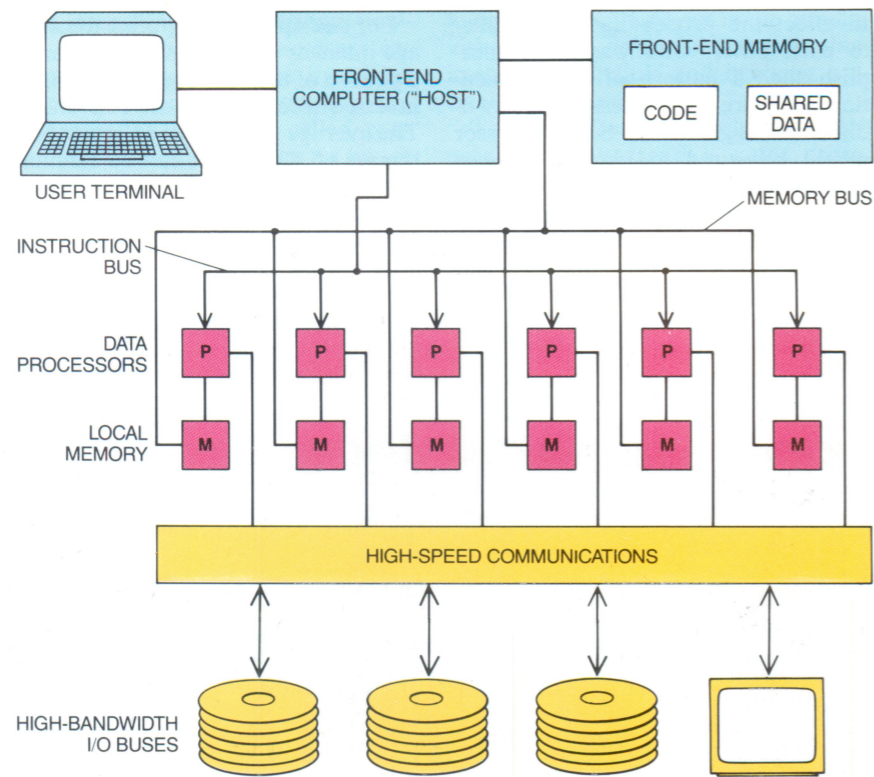 FRONT-END
COMPUTER ("HOST")
FRONT-END MEMORY
CODE
SHARED
DATA
USER TERMINAL
MEMORY BUS
INSTRUCTION
BUS
DATA
PROCESSORS
P
P
P
P
P
P
LOCAL
MEMORY
M
M
M
M
M
M
HIGH-SPEED COMMUNICATIONS
HIGH-BANDWIDTH
I/O BUSES